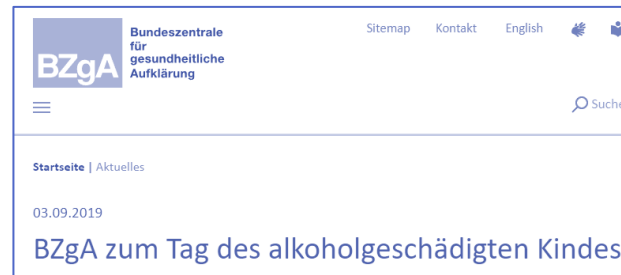 Sitemap Kontakt English
BZgA
Bundeszentrale
für
gesundheitliche
Aufklärung
Suche
Startseite | Aktuelles
03.09.2019
BZgA zum Tag des alkoholgeschädigten Kindes